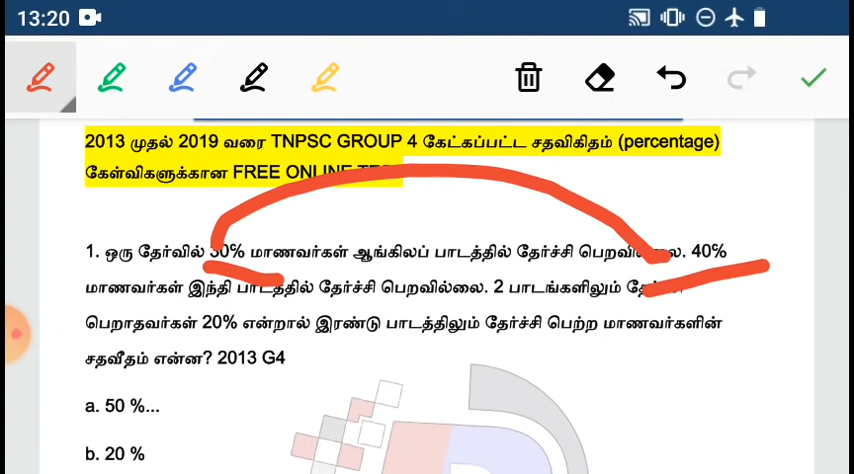 13:20
2013 முதல் 2019 வரை TNPSC GROUP 4 கேட்கப்பட்ட சதவிகிதம் (percentage)
கேள்விகளுக்கான FREE ONLINE
1. ஒரு தேர்வில் 30% மாணவர்கள் ஆங்கிலப் பாடத்தில் தேர்ச்சி 40%
மாணவர்கள் இந்தி பாடத்தில் தேர்ச்சி பெறவில்லை. 2 பாடங்களிலும்
பெறாதவர்கள் 20% என்றால் இரண்டு பாடத்திலும் தேர்ச்சி பெற்ற மாணவர்களின்
சதவீதம் என்ன? 2013 G4
a. 50 %...
b. 20 %